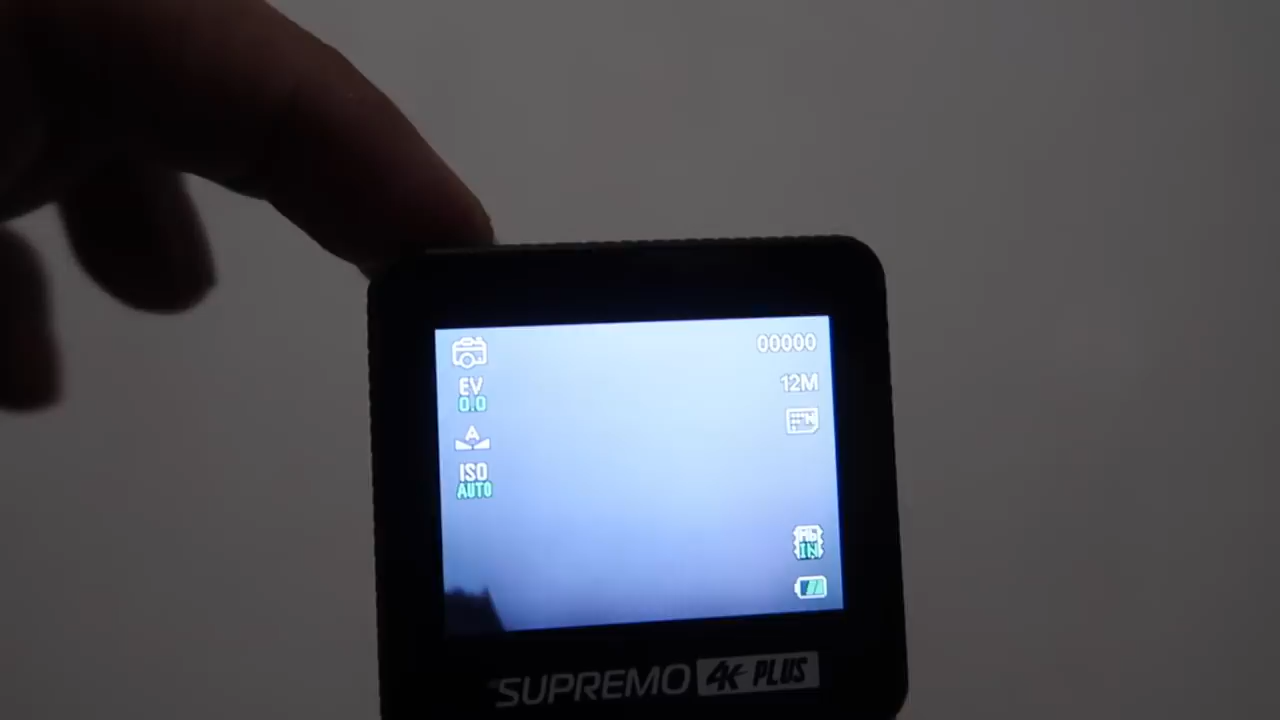 00000
EV
0.0
12M
A
ISO
AUTO
IN
SUPREMO 4K PLUS